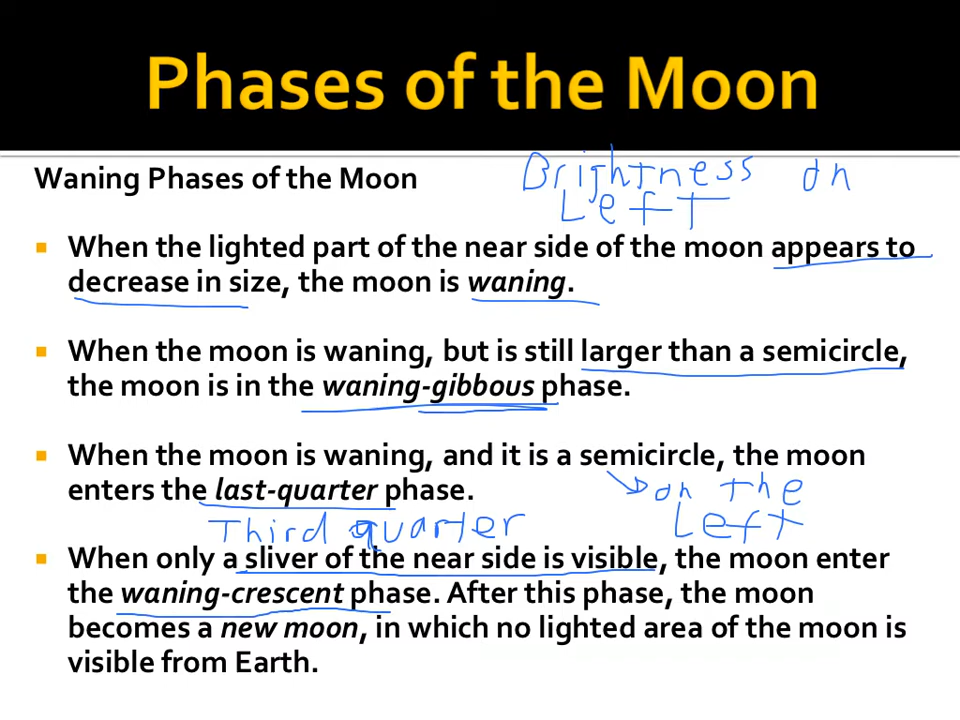 Phases of the Moon
Waning Phases of the Moon
Brightness on
Left
▪ When the lighted part of the near side of the moon appears to
decrease in size, the moon is waning.
▪ When the moon is waning, but is still larger than a semicircle,
the moon is in the waning-gibbous phase.
▪ When the moon is waning, and it is a semicircle, the moon
enters the last-quarter phase.
on the
Left
Third quarter
▪ When only a sliver of the near side is visible, the moon enter
the waning-crescent phase. After this phase, the moon
becomes a new moon, in which no lighted area of the moon is
visible from Earth.